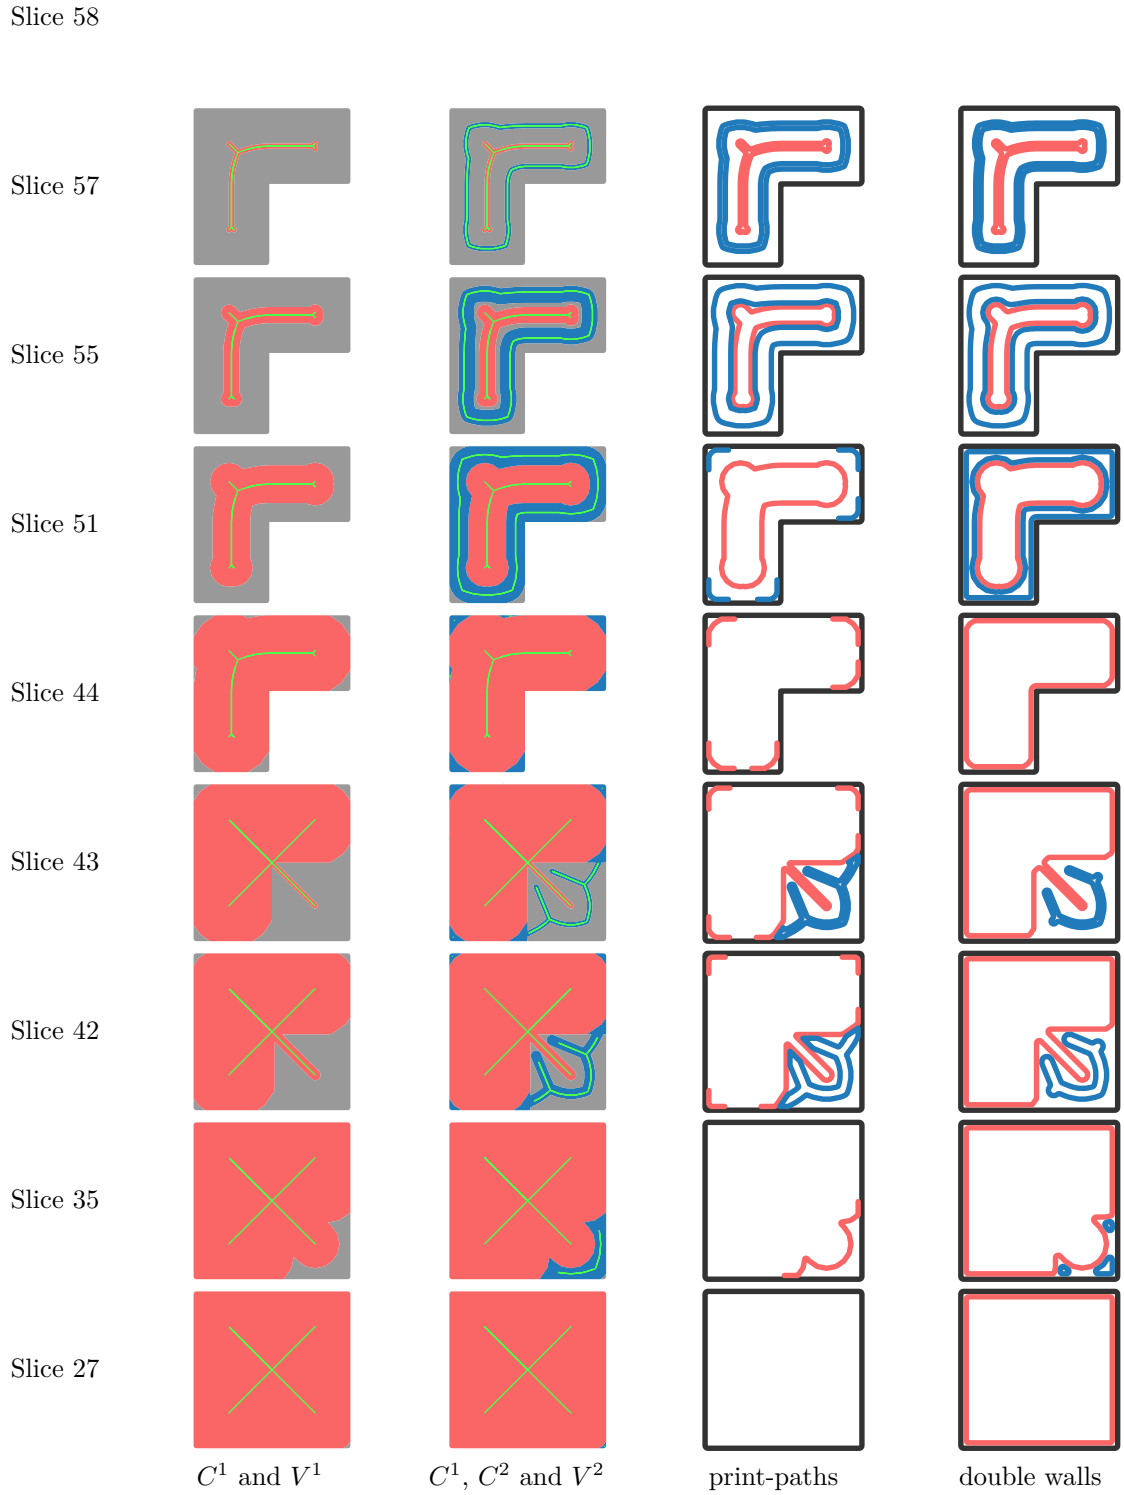 Slice 58
Slice 57
Slice 55
Slice 51
Slice 44
Slice 43
Slice 42
Slice 35
Slice 27
C¹ and V¹
C¹, C² and V²
print-paths
double walls